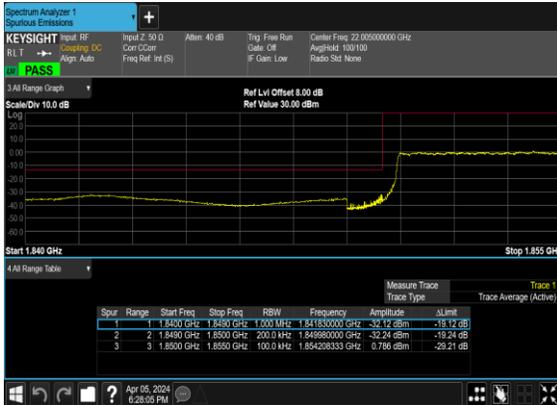 Spectrum Analyzer 1
Spurious Emissions
+
KEYSIGHT Input: RF Input Z: 50 Ω Atten: 40 dB Trig: Free Run Center Freq: 22.005000000 GHz
RLT Coupling: DC Corr CCorr Gate: Off Avg|Hold: 100/100
Align: Auto Freq Ref: Int (S) IF Gain: Low Radio Std: None
PASS
3 All Range Graph
Ref Lvl Offset 8.00 dB
Scale/Div 10.0 dB Ref Value 30.00 dBm
Log
20.0
10.0
0.00
-10.0
-20.0
-30.0
-40.0
-50.0
-60.0
Start 1.840 GHz Stop 1.855 GH
4 All Range Table
Measure Trace Trace 1
Trace Type Trace Average (Active)
Spur Range Start Freq Stop Freq RBW Frequency Amplitude ΔLimit
1 1 1.8400 GHz 1.8490 GHz 1.000 MHz 1.841830000 GHz -32.12 dBm -19.12 dB
2 2 1.8490 GHz 1.8500 GHz 200.0 kHz 1.849980000 GHz -32.24 dBm -19.24 dB
3 3 1.8500 GHz 1.8550 GHz 100.0 kHz 1.854208333 GHz 0.786 dBm -29.21 dB
? Apr 05, 2024
6:28:05 PM